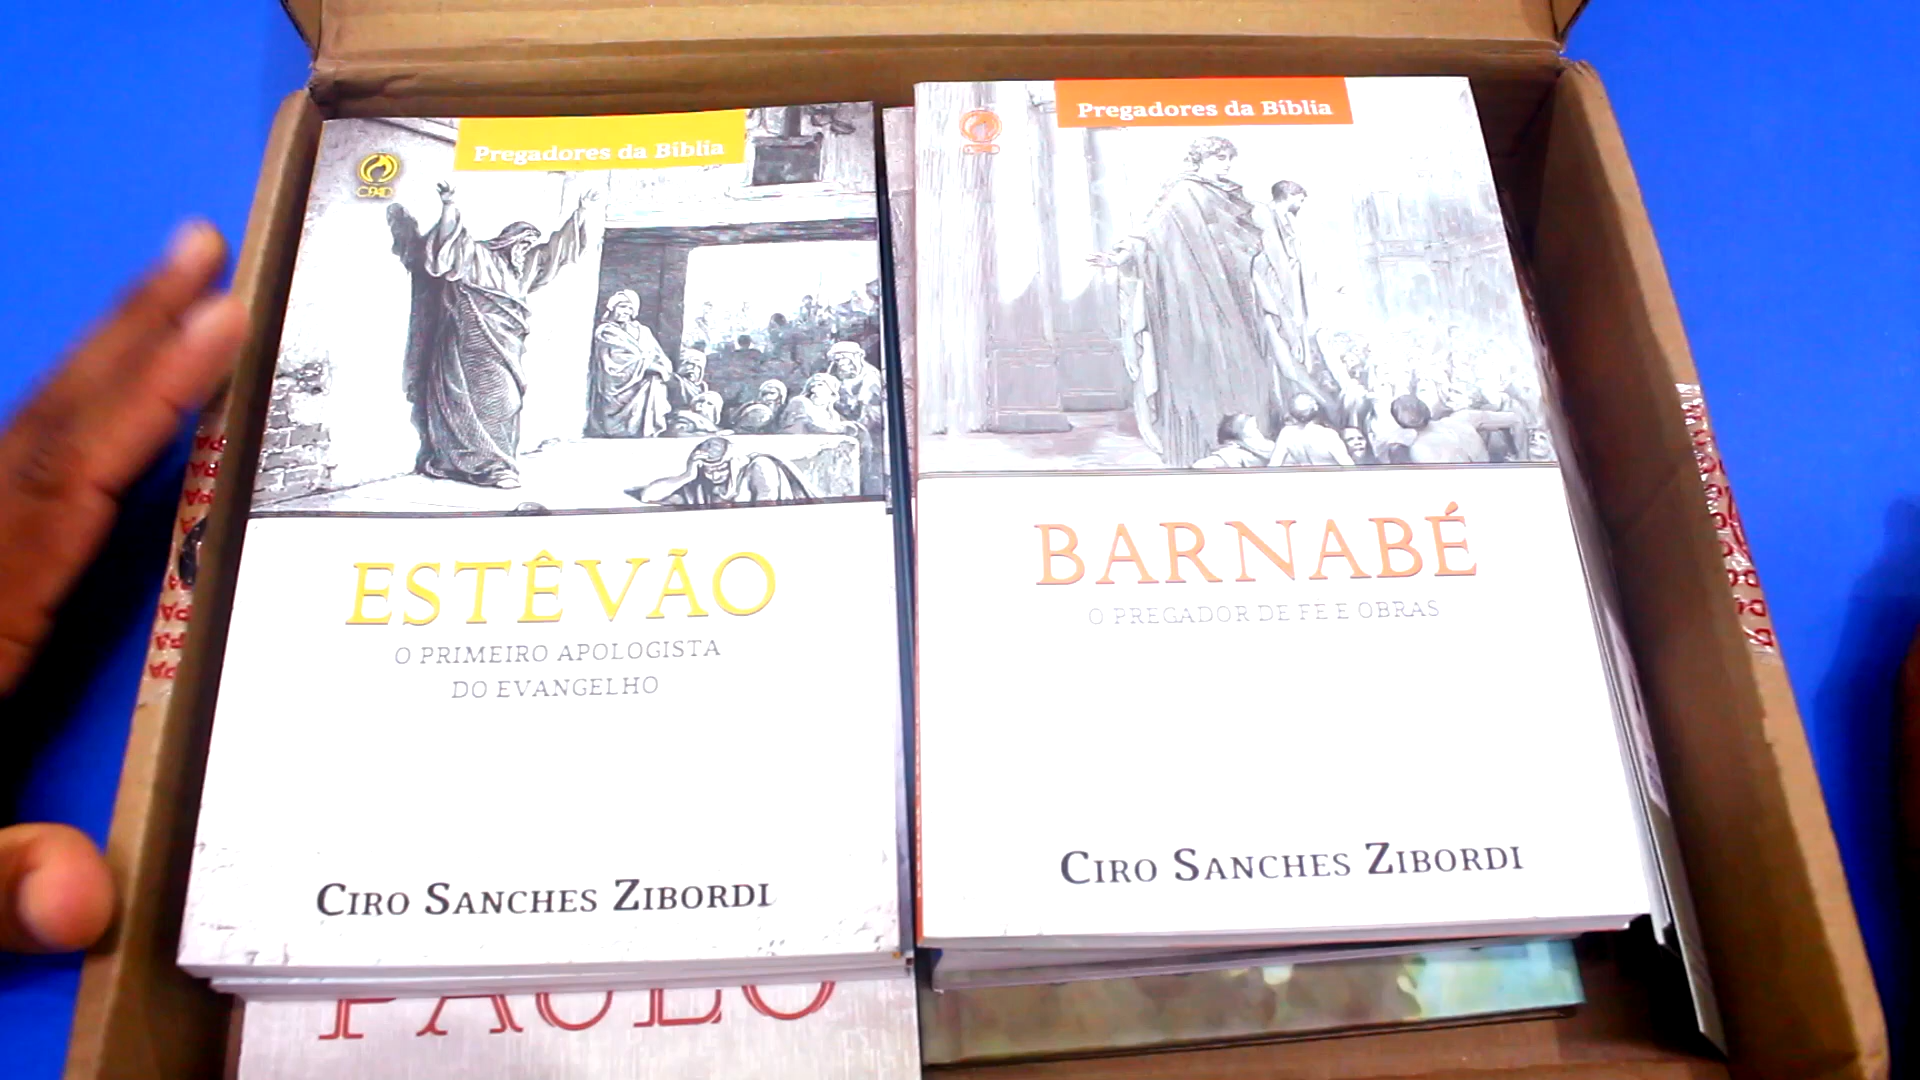 Pregadores da Bíblia
CPAD
ESTÊVÃO
O PRIMEIRO APOLOGISTA
DO EVANGELHO
CIRO SANCHES ZIBORDI
Pregadores da Bíblia
CPAD
BARNABÉ
O PREGADOR DE FÉ E OBRAS
CIRO SANCHES ZIBORDI
PAULO